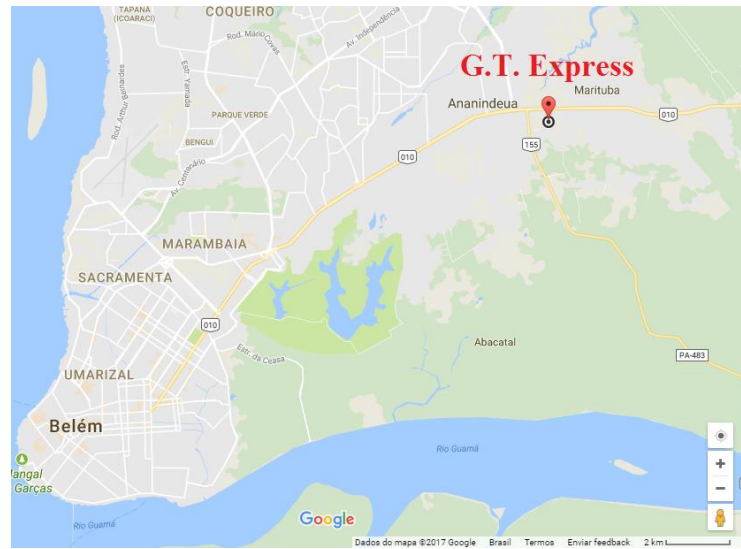 TAPANÃ
(ICOARACI)
COQUEIRO
Rod. Mário Covas
Av. Independência
Estr. Yamada
Rod. Arthur Bernardes
G.T. Express
Marituba
Ananindeua
010
PARQUE VERDE
155
BENGUI
010
Av. Centenário
MARAMBAIA
SACRAMENTA
010
Abacatal
Estr. da Ceasa
PA-483
UMARIZAL
Belém
Rio Guamá
Mangal
Garças
Google
Rio Guamá
Dados do mapa ©2017 Google Brasil Termos Enviar feedback 2 km